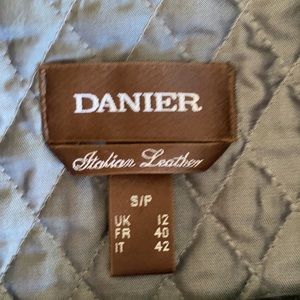 DANIER
Italian Leather
S/P
UK 12
FR 40
IT 42